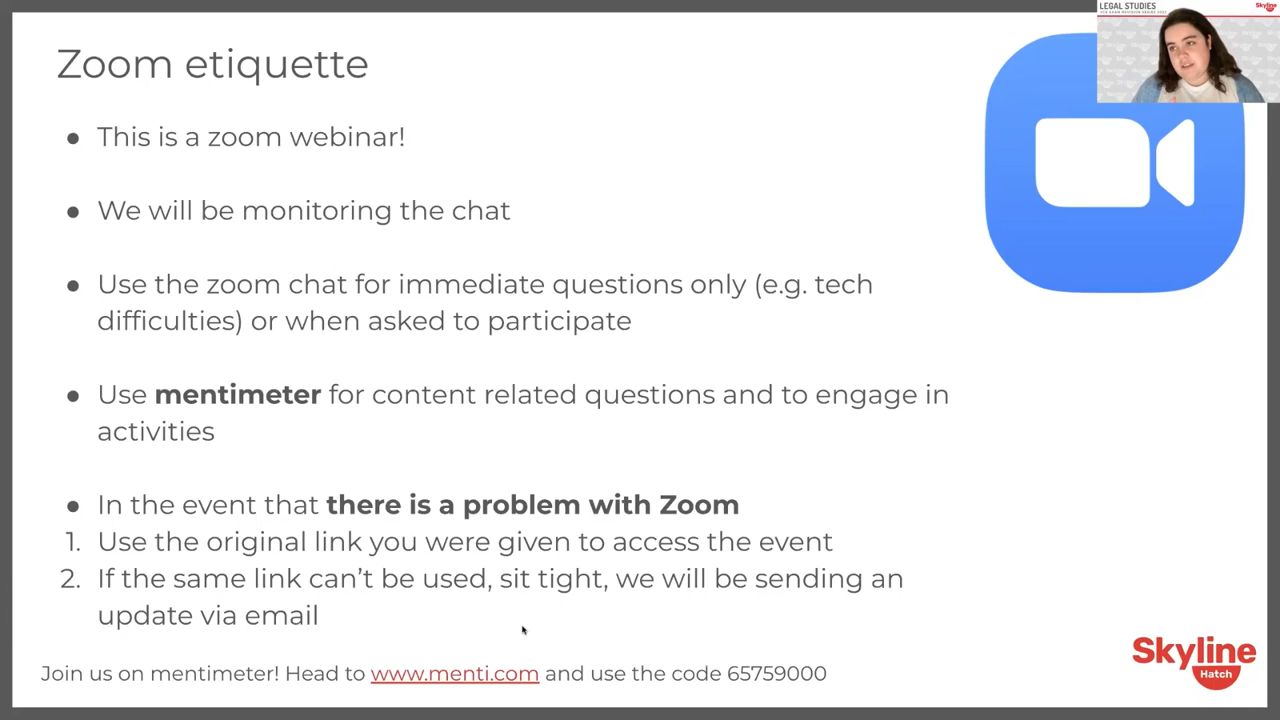 LEGAL STUDIES
Skyline
Zoom etiquette
● This is a zoom webinar!
● We will be monitoring the chat
● Use the zoom chat for immediate questions only (e.g. tech
difficulties) or when asked to participate
● Use mentimeter for content related questions and to engage in
activities
● In the event that there is a problem with Zoom
1. Use the original link you were given to access the event
2. If the same link can’t be used, sit tight, we will be sending an
update via email
Join us on mentimeter! Head to www.menti.com and use the code 65759000
Skyline
Hatch